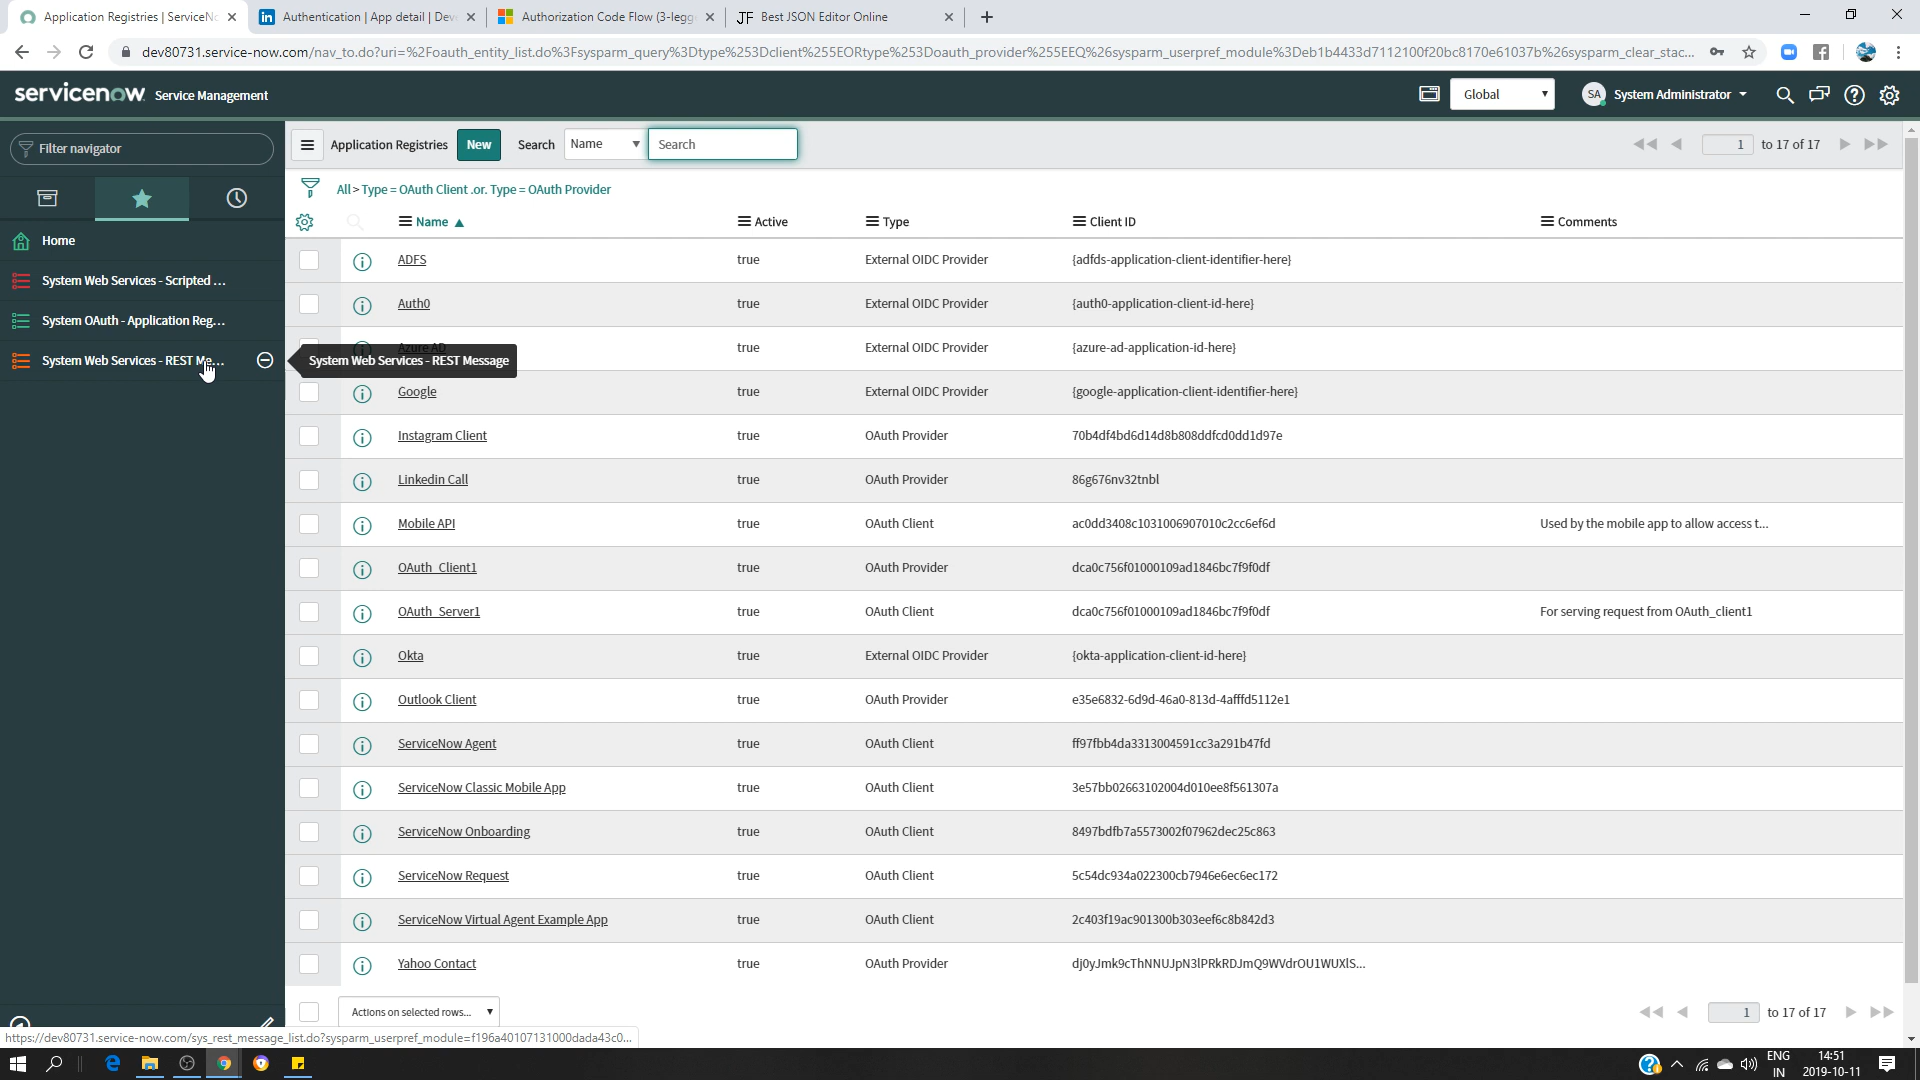 Application Registries | ServiceNo
Authentication | App detail | Dev
Authorization Code Flow (3-legg
JF Best JSON Editor Online
dev80731.service-now.com/nav_to.do?uri=%2Foauth_entity_list.do%3Fsysparm_query%3Dtype%253Dclient%255EORtype%253Doauth_provider%255EEQ%26sysparm_userpref_module%3Deb1b4433d7112100f20bc8170e61037b%26sysparm_clear_stac...
servicenow Service Management
Global
SA System Administrator
Filter navigator
Application Registries New Search Name Search
1 to 17 of 17
All > Type = OAuth Client .or. Type = OAuth Provider
Name Active Type Client ID Comments
Home
System Web Services - Scripted ...
System OAuth - Application Reg...
System Web Services - REST Me...
System Web Services - REST Message
ADFS true External OIDC Provider {adfds-application-client-identifier-here}
Auth0 true External OIDC Provider {auth0-application-client-id-here}
Azure AD true External OIDC Provider {azure-ad-application-id-here}
Google true External OIDC Provider {google-application-client-identifier-here}
Instagram Client true OAuth Provider 70b4df4bd6d14d8b808ddfcd0dd1d97e
Linkedin Call true OAuth Provider 86g676nv32tnbl
Mobile API true OAuth Client ac0dd3408c1031006907010c2cc6ef6d Used by the mobile app to allow access t...
OAuth_Client1 true OAuth Provider dca0c756f01000109ad1846bc7f9f0df
OAuth_Server1 true OAuth Client dca0c756f01000109ad1846bc7f9f0df For serving request from OAuth_client1
Okta true External OIDC Provider {okta-application-client-id-here}
Outlook Client true OAuth Provider e35e6832-6d9d-46a0-813d-4afffd5112e1
ServiceNow Agent true OAuth Client ff97fbb4da3313004591cc3a291b47fd
ServiceNow Classic Mobile App true OAuth Client 3e57bb02663102004d010ee8f561307a
ServiceNow Onboarding true OAuth Client 8497bdfb7a5573002f07962dec25c863
ServiceNow Request true OAuth Client 5c54dc934a022300cb7946e6ec6ec172
ServiceNow Virtual Agent Example App true OAuth Client 2c403f19ac901300b303eef6c8b842d3
Yahoo Contact true OAuth Provider dj0yJmk9cThNNUJpN3lPRkRDJmQ9WVdrOU1WUXlS...
Actions on selected rows...
1 to 17 of 17
https://dev80731.service-now.com/sys_rest_message_list.do?sysparm_userpref_module=f196a40107131000dada43c0...
ENG
IN
14:51
2019-10-11